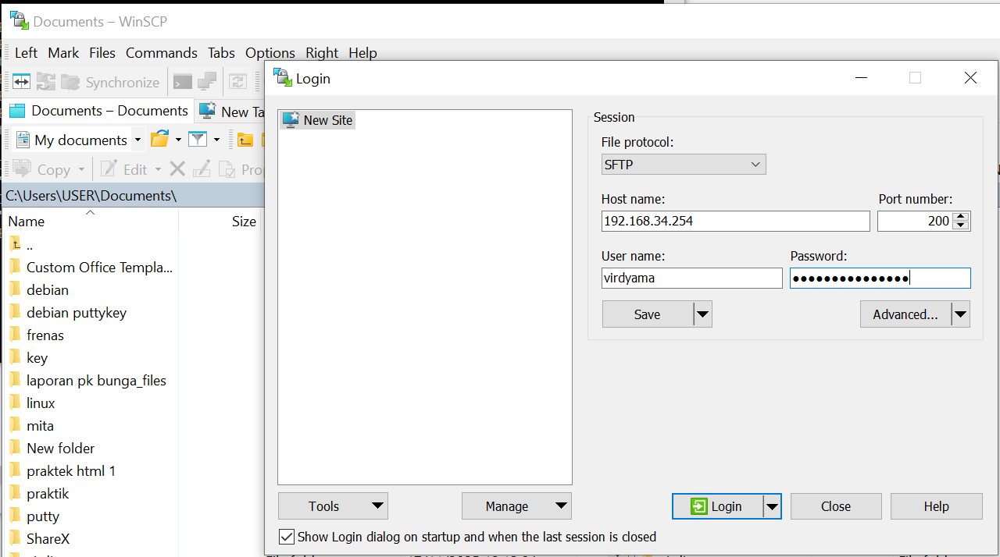 Documents – WinSCP
Left Mark Files Commands Tabs Options Right Help
Synchronize
Documents – Documents New Ta
My documents
Copy Edit
C:\Users\USER\Documents\
Name Size
..
Custom Office Templa...
debian
debian puttykey
frenas
key
laporan pk bunga_files
linux
mita
New folder
praktek html 1
praktik
putty
ShareX
Login
New Site
Session
File protocol:
SFTP
Host name: Port number:
192.168.34.254 200
User name: Password:
virdyama ●●●●●●●●●●●●●●●
Save Advanced...
Tools Manage Login Close Help
Show Login dialog on startup and when the last session is closed